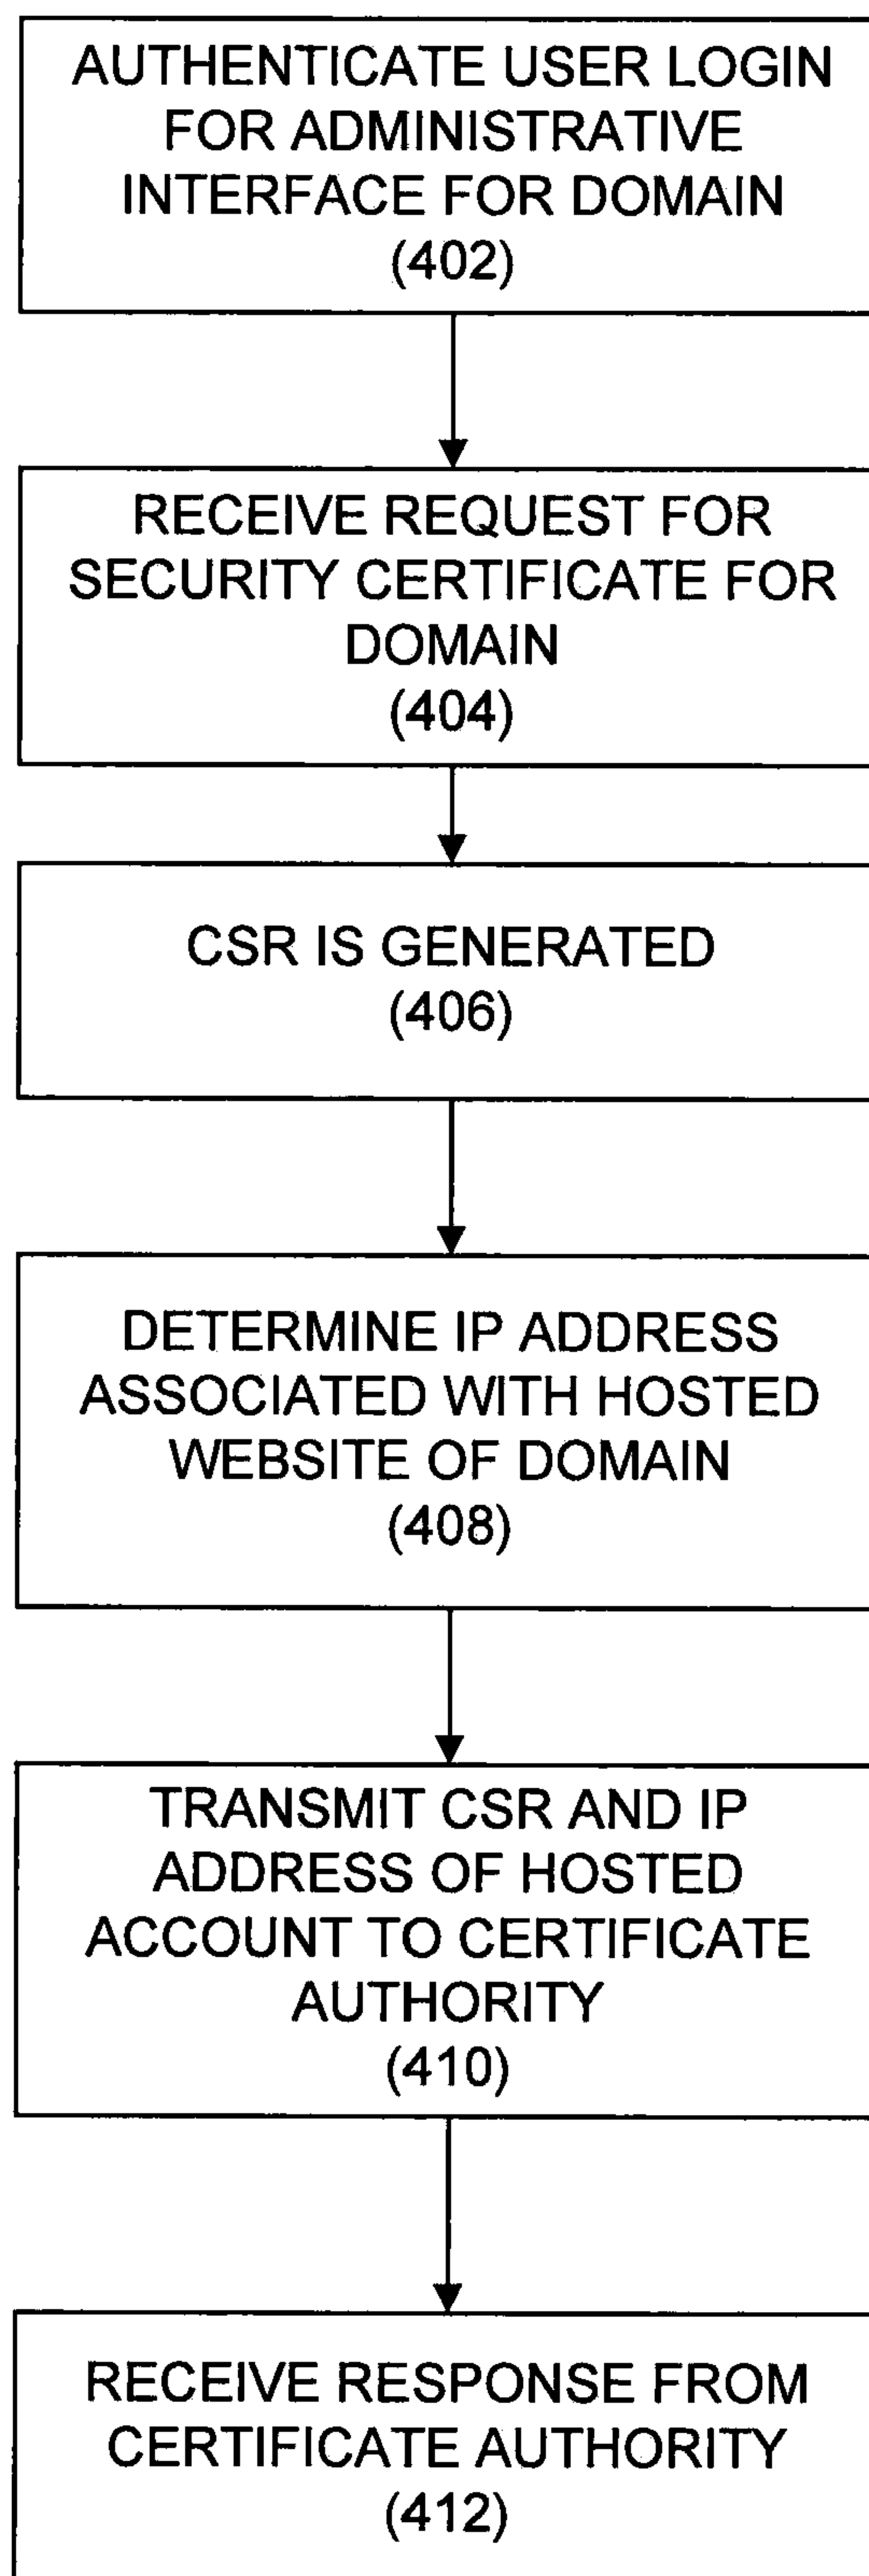 AUTHENTICATE USER LOGIN
FOR ADMINISTRATIVE
INTERFACE FOR DOMAIN
(402)
RECEIVE REQUEST FOR
SECURITY CERTIFICATE FOR
DOMAIN
(404)
CSR IS GENERATED
(406)
DETERMINE IP ADDRESS
ASSOCIATED WITH HOSTED
WEBSITE OF DOMAIN
(408)
TRANSMIT CSR AND IP
ADDRESS OF HOSTED
ACCOUNT TO CERTIFICATE
AUTHORITY
(410)
RECEIVE RESPONSE FROM
CERTIFICATE AUTHORITY
(412)